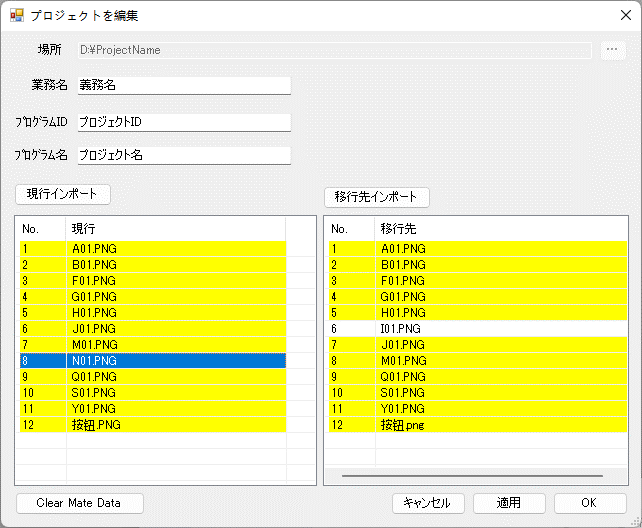 プロジェクトを編集
場所 D:¥ProjectName ...
業務名 義務名
ﾌﾟﾛｸﾞﾗﾑID プロジェクトID
ﾌﾟﾛｸﾞﾗﾑ名 プロジェクト名
現行インポート
No. 現行
1 A01.PNG
2 B01.PNG
3 F01.PNG
4 G01.PNG
5 H01.PNG
6 J01.PNG
7 M01.PNG
8 N01.PNG
9 Q01.PNG
10 S01.PNG
11 Y01.PNG
12 按钮.PNG
移行先インポート
No. 移行先
1 A01.PNG
2 B01.PNG
3 F01.PNG
4 G01.PNG
5 H01.PNG
6 I01.PNG
7 J01.PNG
8 M01.PNG
9 Q01.PNG
10 S01.PNG
11 Y01.PNG
12 按钮.png
Clear Mate Data キャンセル 適用 OK